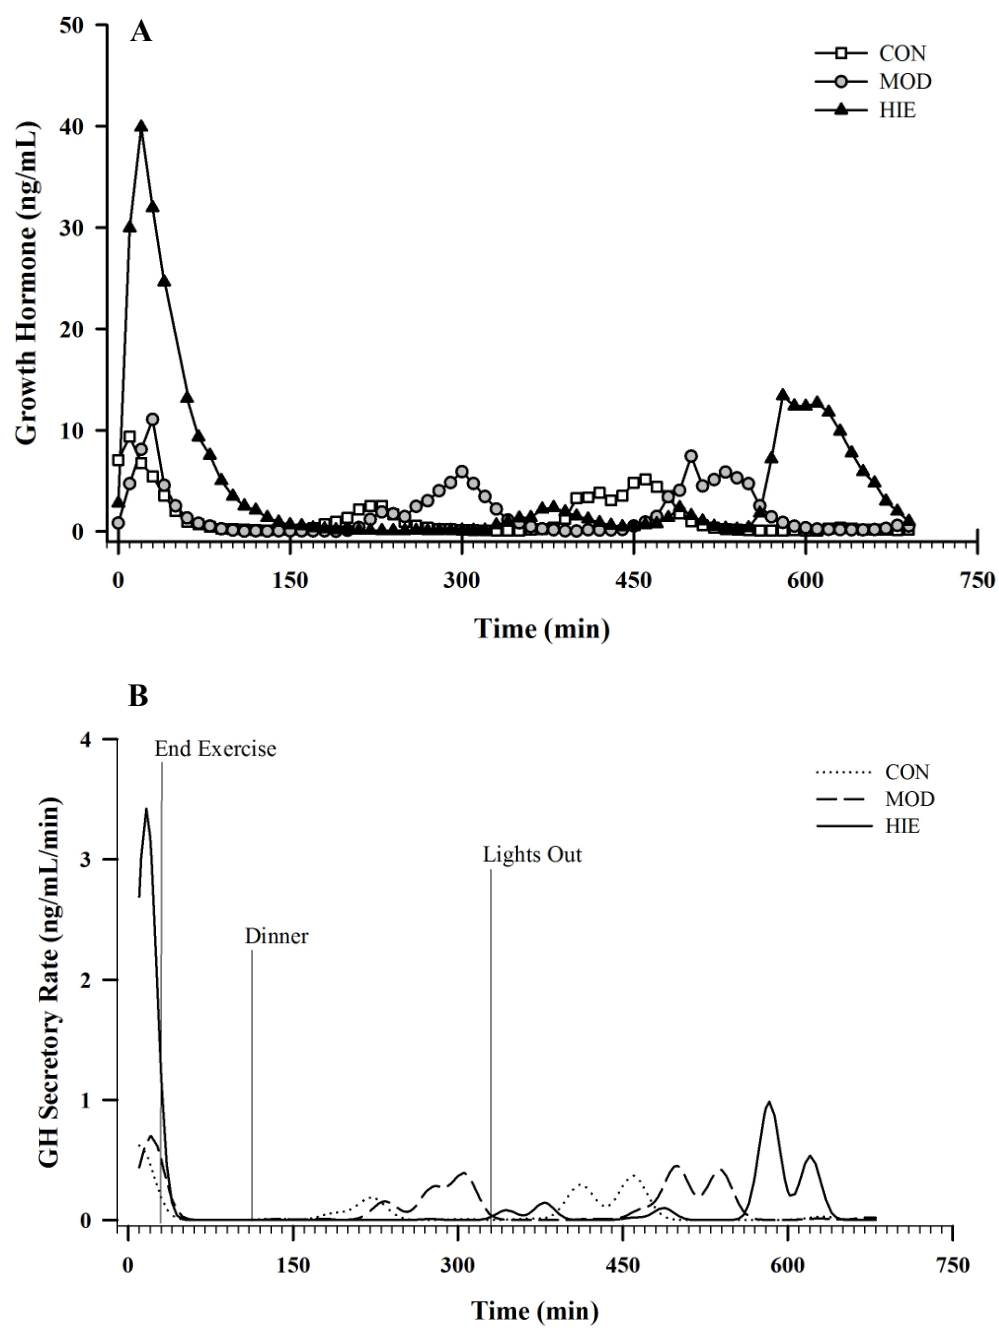 A
50
40
30
20
10
0
Growth Hormone (ng/mL)
CON
MOD
HIE
0 150 300 450 600 750
Time (min)
B
4
3
2
1
0
GH Secretory Rate (ng/mL/min)
End Exercise
Dinner
Lights Out
CON
MOD
HIE
0 150 300 450 600 750
Time (min)